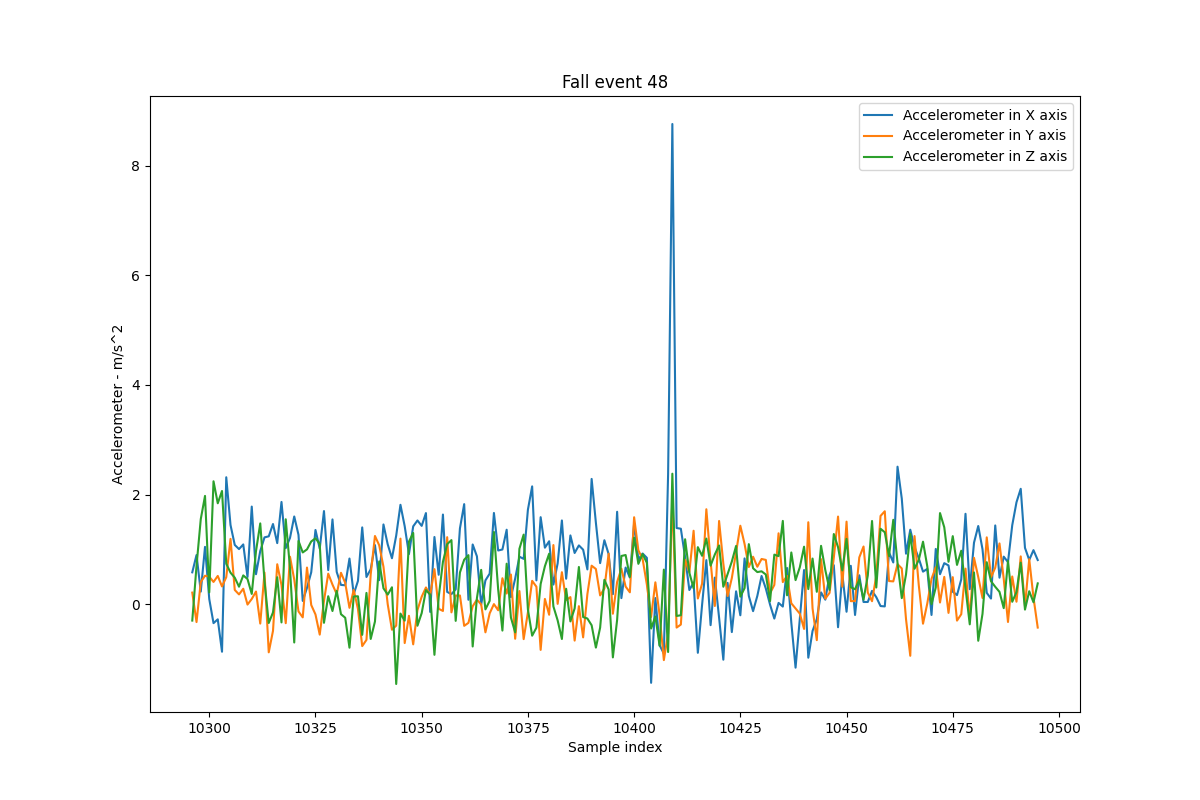 Fall event 48
Accelerometer in X axis
Accelerometer in Y axis
Accelerometer in Z axis
Accelerometer - m/s^2
8
6
4
2
0
10300 10325 10350 10375 10400 10425 10450 10475 10500
Sample index